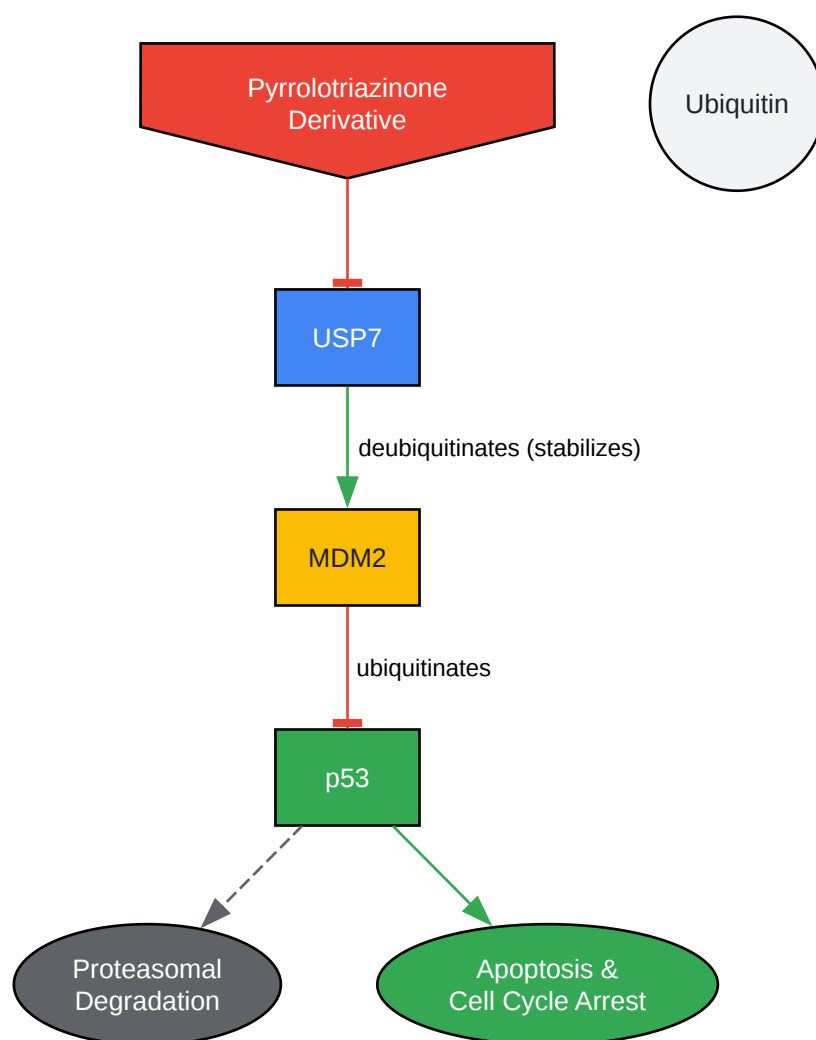 Pyrrolotriazinone
Derivative
Ubiquitin
USP7
deubiquitinates (stabilizes)
MDM2
ubiquitinates
p53
Proteasomal
Degradation
Apoptosis &
Cell Cycle Arrest